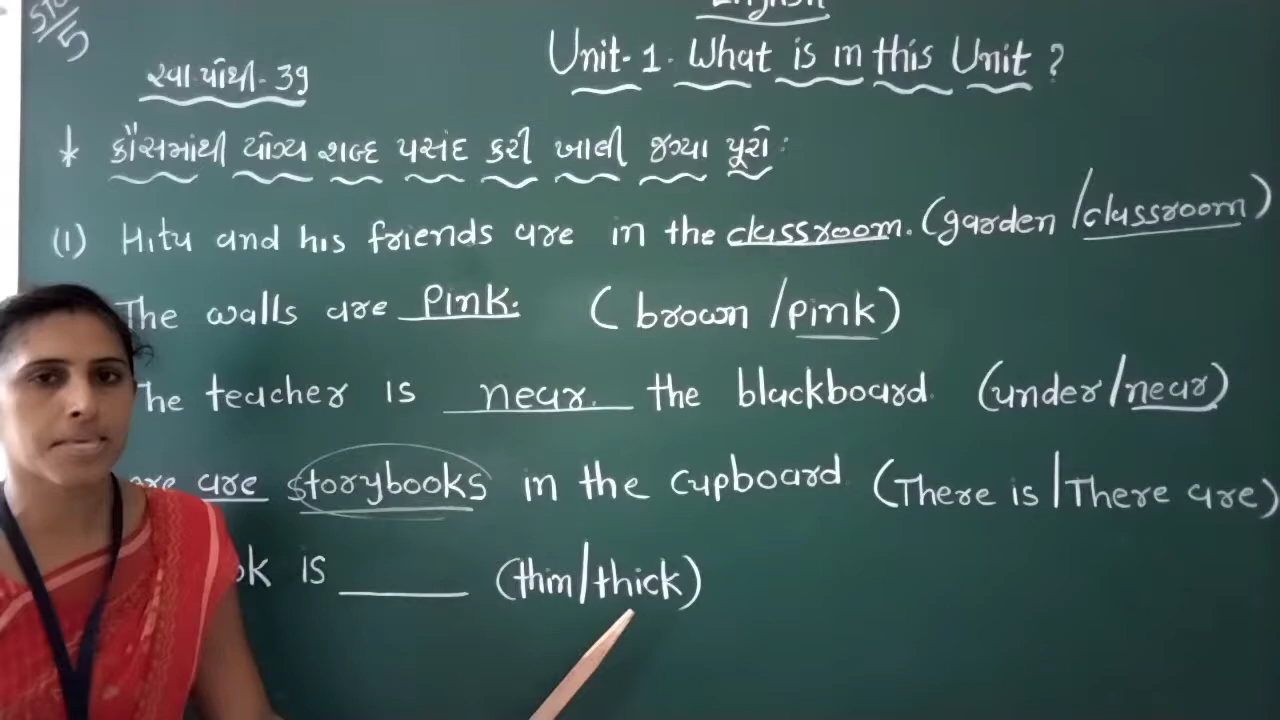 English
STD/5
Unit-1. What is in this Unit ?
સ્વા.પોથી-39
* કૌંસમાંથી યોગ્ય શબ્દ પસંદ કરી ખાલી જગ્યા પૂરો :
(1) Hitu and his friends are in the classroom. (garden /classroom)
The walls are Pink. (brown /pink)
The teacher is near. the blackboard. (under/near)
are storybooks in the cupboard (There is/There are)
is ____ (thin/thick)